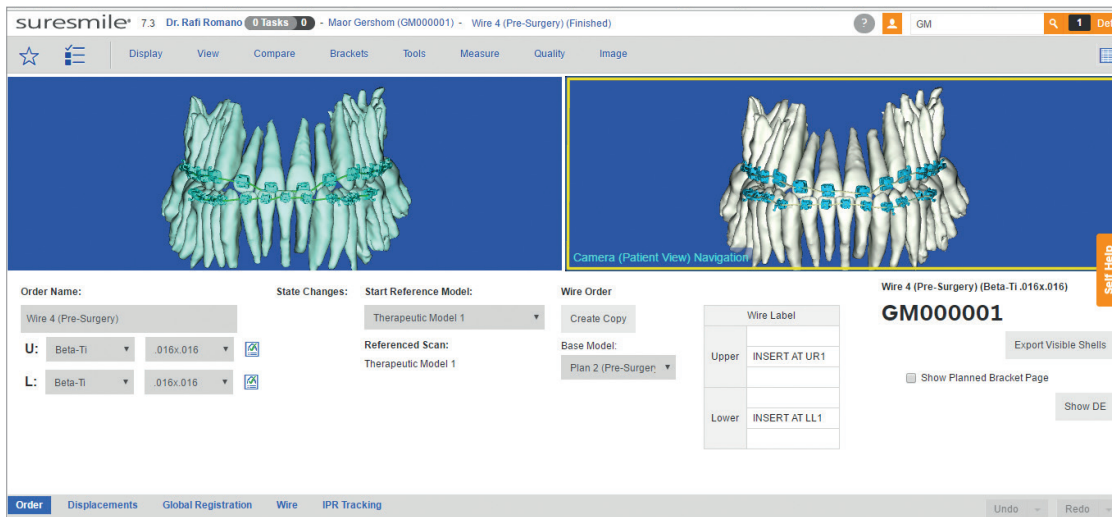 suresmile 7.3 Dr. Rafi Romano 0 Tasks 0 - Maor Gershom (GM000001) - Wire 4 (Pre-Surgery) (Finished) ? GM 1
Display View Compare Brackets Tools Measure Quality Image
Camera (Patient View) Navigation
Self Help
Order Name: State Changes: Start Reference Model: Wire Order Wire 4 (Pre-Surgery) (Beta-Ti .016x.016)
Wire 4 (Pre-Surgery) Therapeutic Model 1 Create Copy Wire Label GM000001
U: Beta-Ti .016x.016 Referenced Scan: Base Model: Export Visible Shells
Therapeutic Model 1 Upper INSERT AT UR1
L: Beta-Ti .016x.016 Plan 2 (Pre-Surger Show Planned Bracket Page
Lower INSERT AT LL1 Show DE
Order Displacements Global Registration Wire IPR Tracking Undo Redo